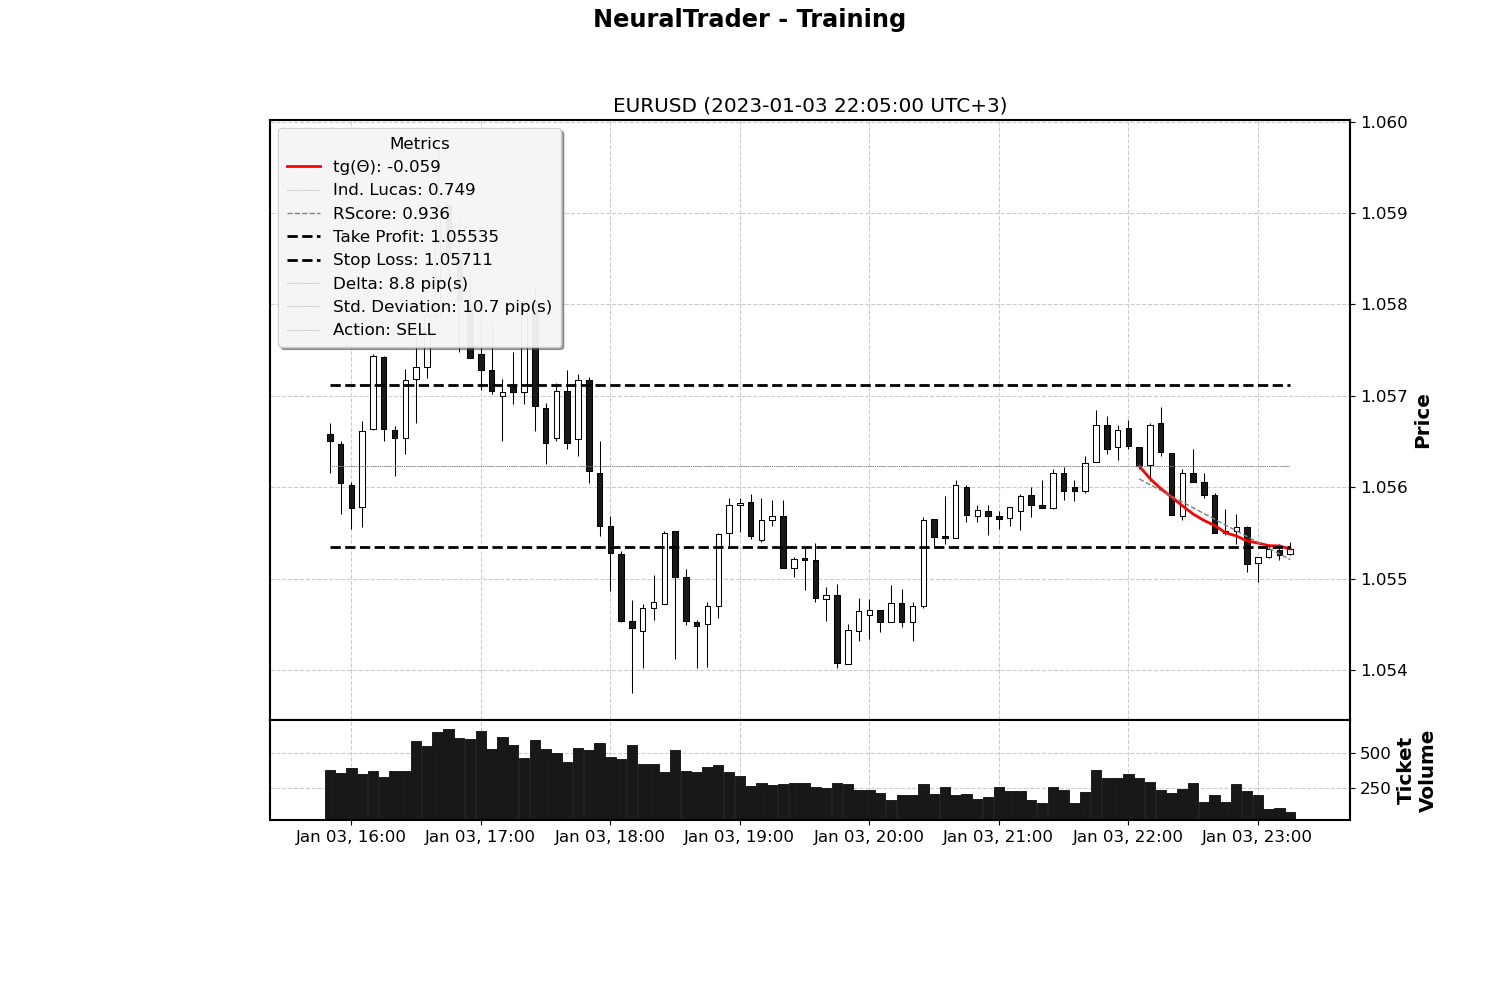 NeuralTrader - Training
EURUSD (2023-01-03 22:05:00 UTC+3)
Metrics
tg(Θ): -0.059
Ind. Lucas: 0.749
RScore: 0.936
Take Profit: 1.05535
Stop Loss: 1.05711
Delta: 8.8 pip(s)
Std. Deviation: 10.7 pip(s)
Action: SELL
1.060
1.059
1.058
1.057
1.056
1.055
1.054
Price
500
250
Ticket
Volume
Jan 03, 16:00
Jan 03, 17:00
Jan 03, 18:00
Jan 03, 19:00
Jan 03, 20:00
Jan 03, 21:00
Jan 03, 22:00
Jan 03, 23:00